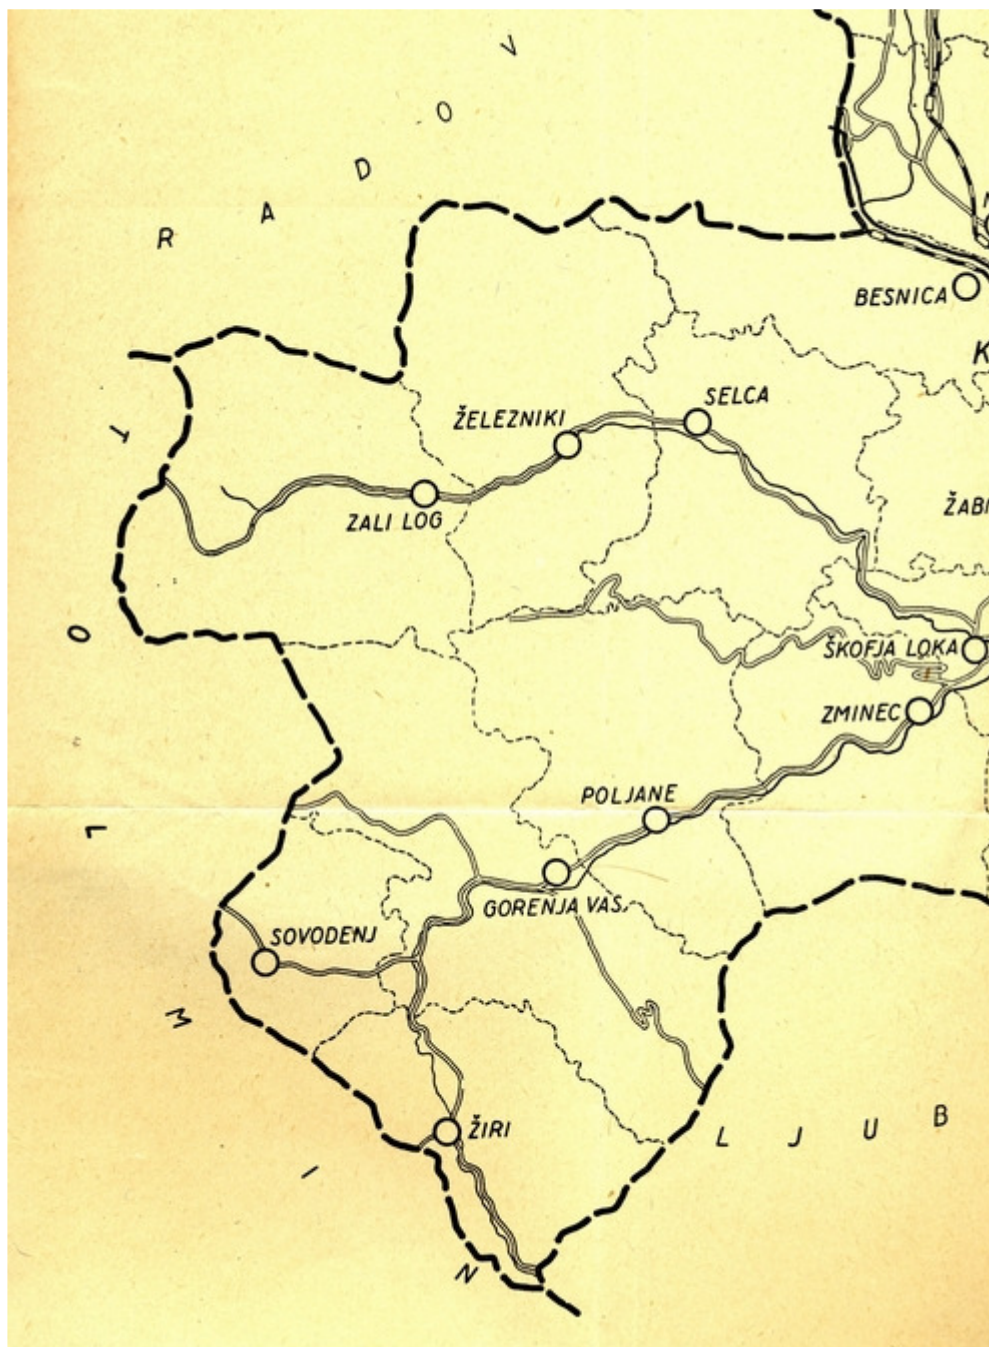 R A D O V
BESNICA
K
SELCA
ŽELEZNIKI
ZALI LOG
ŽABI
ŠKOFJA LOKA
ZMINEC
POLJANE
GORENJA VAS
SOVODENJ
ŽIRI
T O L M I N
L J U B